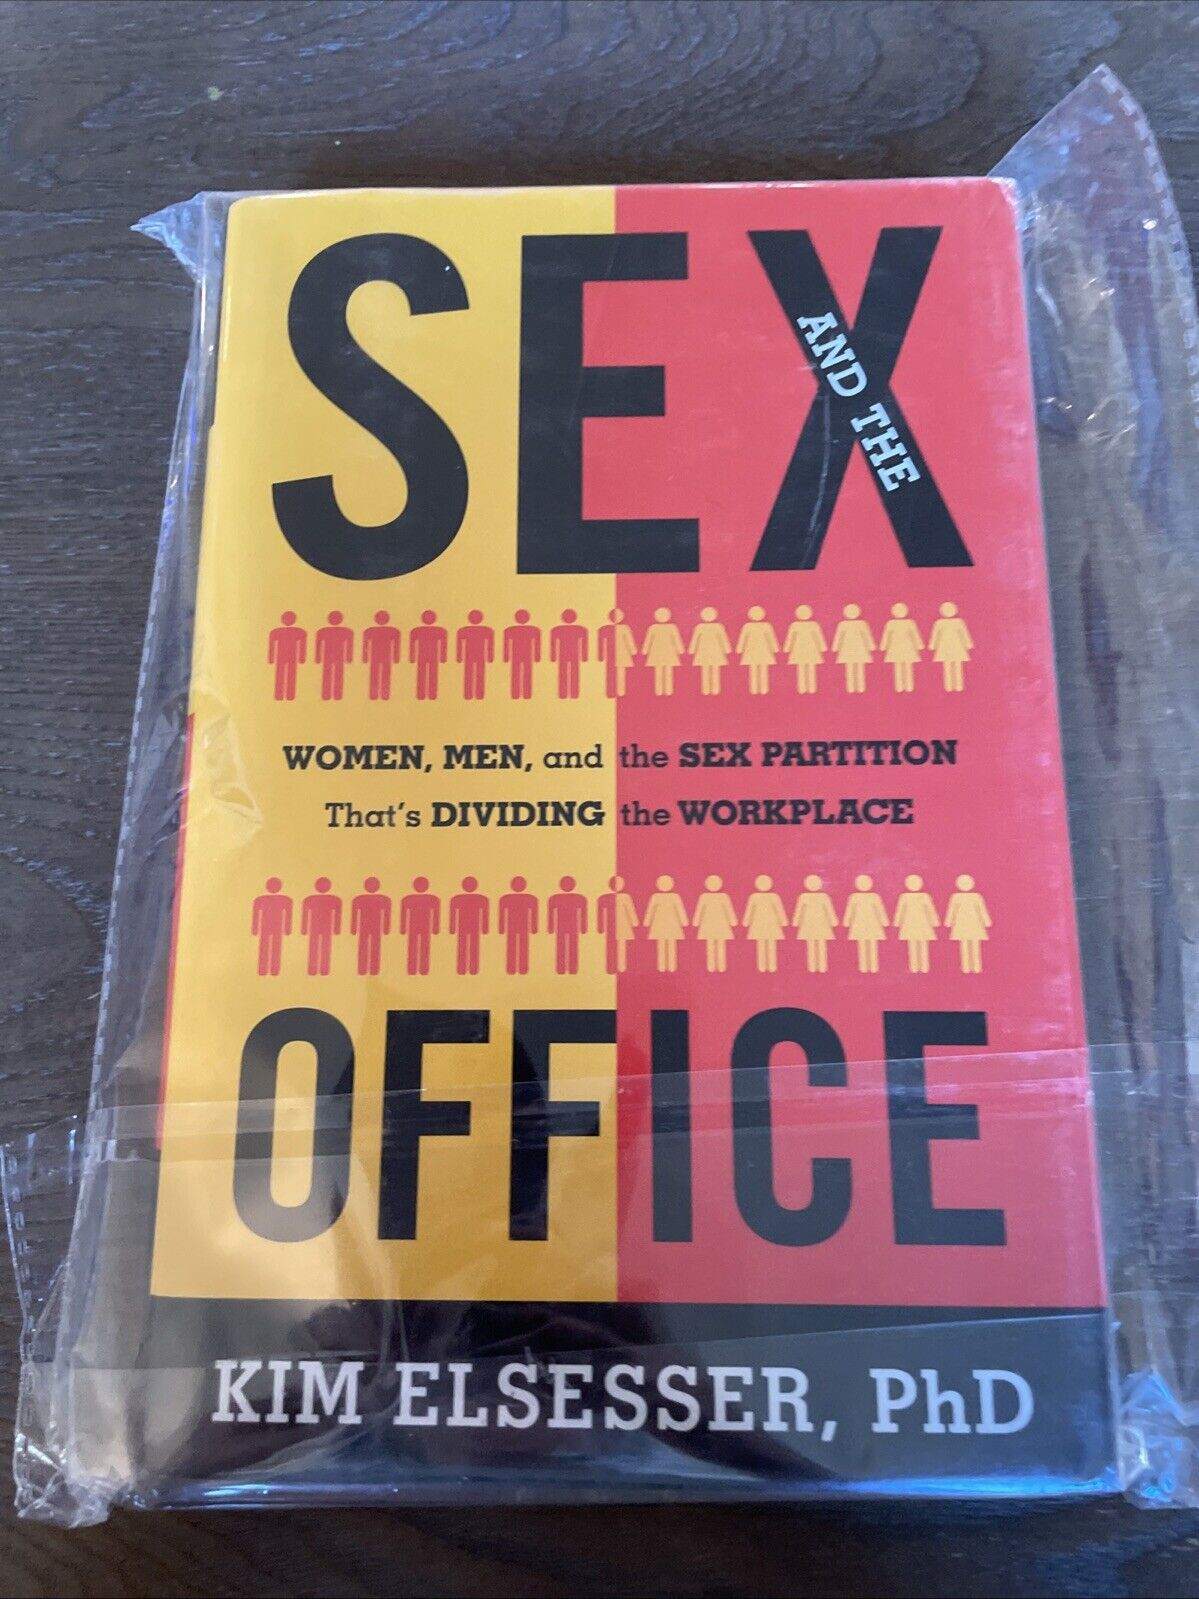 SEX
AND THE
WOMEN, MEN, and the SEX PARTITION
That's DIVIDING the WORKPLACE
OFFICE
KIM ELSESSER, PhD